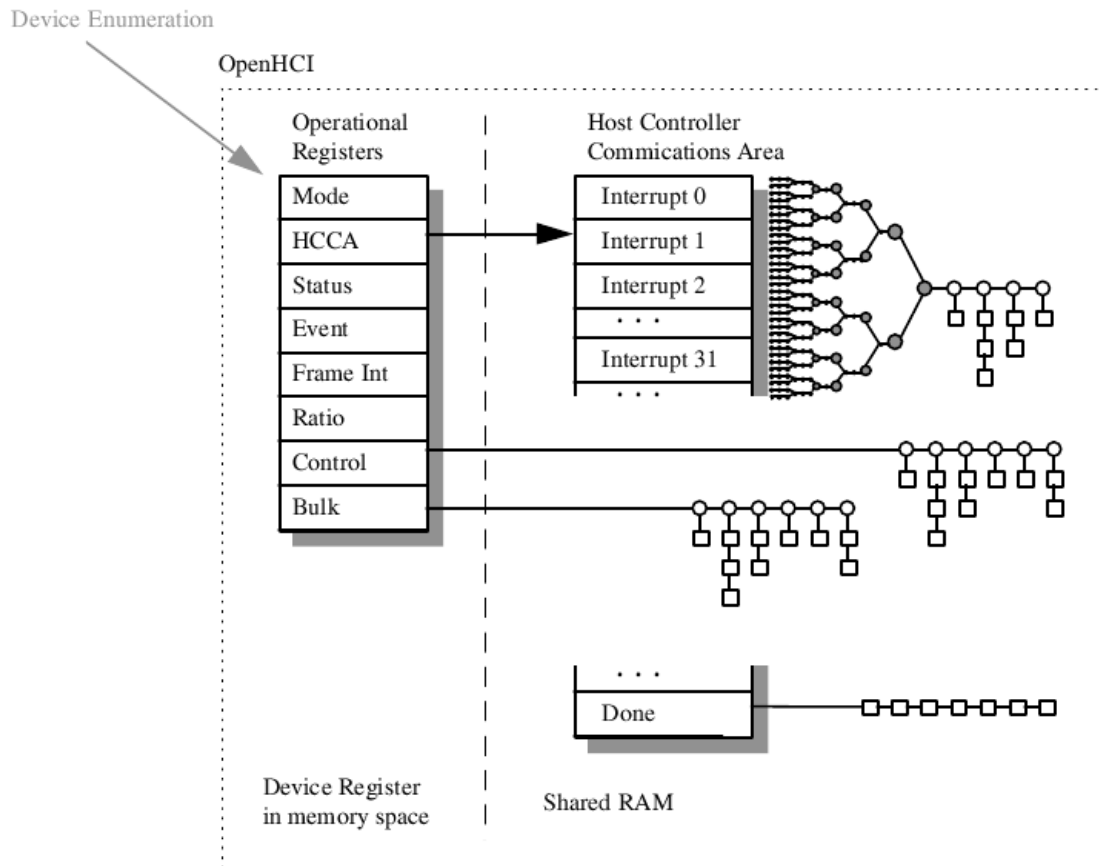 Device Enumeration
OpenHCI
Operational
Registers
Mode
HCCA
Status
Event
Frame Int
Ratio
Control
Bulk
Device Register
in memory space
Host Controller
Commications Area
Interrupt 0
Interrupt 1
Interrupt 2
. . .
Interrupt 31
. . .
. . .
Done
Shared RAM